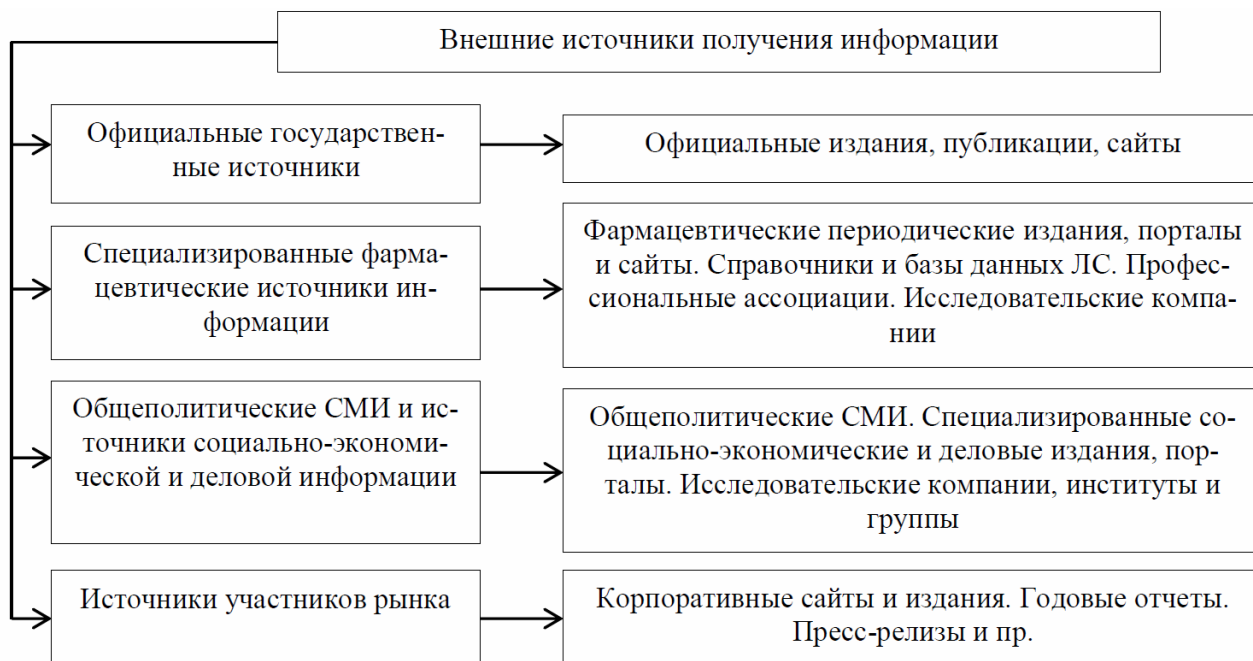 Внешние источники получения информации
Официальные государствен-
ные источники
Официальные издания, публикации, сайты
Специализированные фарма-
цевтические источники ин-
формации
Фармацевтические периодические издания, порталы
и сайты. Справочники и базы данных ЛС. Профес-
сиональные ассоциации. Исследовательские компа-
нии
Общеполитические СМИ и ис-
точники социально-экономи-
ческой и деловой информации
Общеполитические СМИ. Специализированные со-
циально-экономические и деловые издания, пор-
талы. Исследовательские компании, институты и
группы
Источники участников рынка
Корпоративные сайты и издания. Годовые отчеты.
Пресс-релизы и пр.